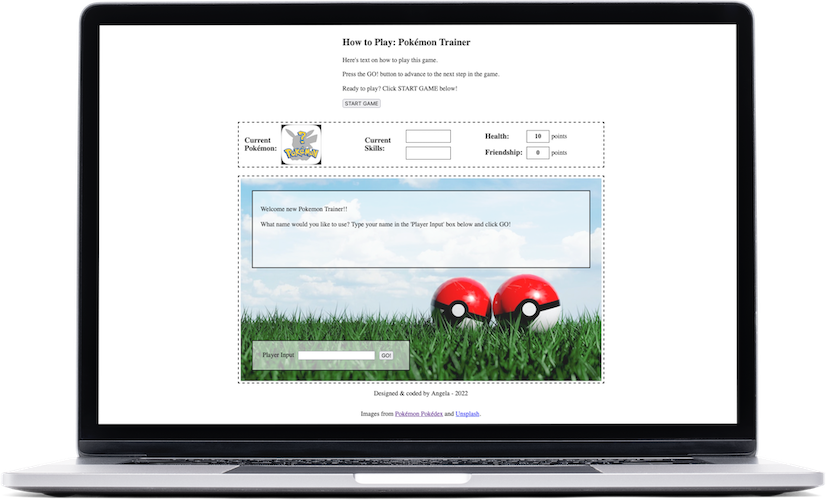 How to Play: Pokémon Trainer
Here's text on how to play this game.
Press the GO! button to advance to the next step in the game.
Ready to play? Click START GAME below!
START GAME
Current
Pokémon:
?
POKéMON
Current
Skills:
Health: 10 points
Friendship: 0 points
Welcome new Pokemon Trainer!!
What name would you like to use? Type your name in the 'Player Input' box below and click GO!
Player Input GO!
Designed & coded by Angela - 2022
Images from Pokémon Pokédex and Unsplash.